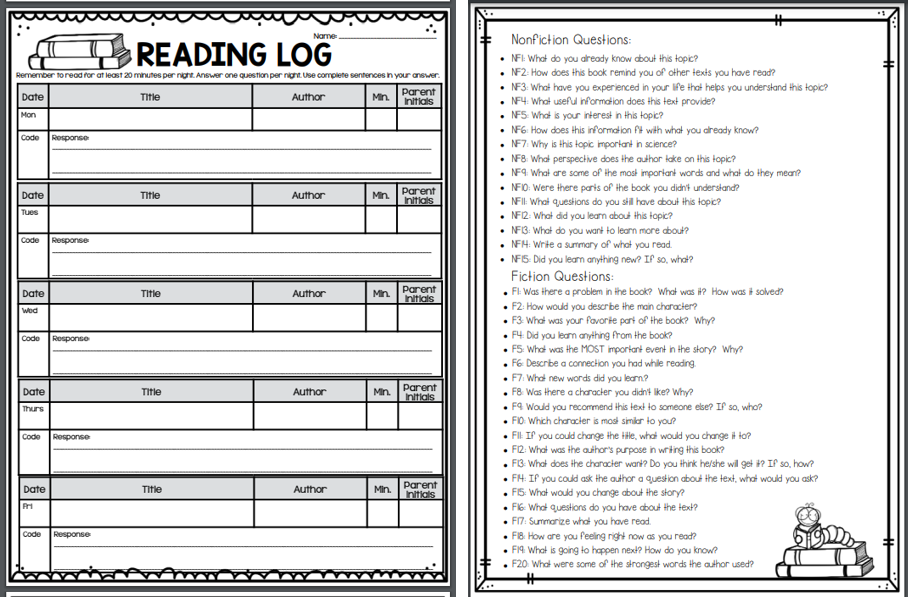 Name:
READING LOG
Remember to read for at least 20 minutes per night. Answer one question per night. Use complete sentences in your answer.
Date Title Author Min. Parent Initials
Mon
Code Response:
Date Title Author Min. Parent Initials
Tues
Code Response:
Date Title Author Min. Parent Initials
Wed
Code Response:
Date Title Author Min. Parent Initials
Thurs
Code Response:
Date Title Author Min. Parent Initials
Fri
Code Response:
Nonfiction Questions:
• NF1: What do you already know about this topic?
• NF2: How does this book remind you of other texts you have read?
• NF3: What have you experienced in your life that helps you understand this topic?
• NF4: What useful information does this text provide?
• NF5: What is your interest in this topic?
• NF6: How does this information fit with what you already know?
• NF7: Why is this topic important in science?
• NF8: What perspective does the author take on this topic?
• NF9: What are some of the most important words and what do they mean?
• NF10: Were there parts of the book you didn't understand?
• NF11: What questions do you still have about this topic?
• NF12: What did you learn about this topic?
• NF13: What do you want to learn more about?
• NF14: Write a summary of what you read.
• NF15: Did you learn anything new? If so, what?
Fiction Questions:
• F1: Was there a problem in the book? What was it? How was it solved?
• F2: How would you describe the main character?
• F3: What was your favorite part of the book? Why?
• F4: Did you learn anything from the book?
• F5: What was the MOST important event in the story? Why?
• F6: Describe a connection you had while reading.
• F7: What new words did you learn?
• F8: Was there a character you didn't like? Why?
• F9: Would you recommend this text to someone else? If so, who?
• F10: Which character is most similar to you?
• F11: If you could change the title, what would you change it to?
• F12: What was the author's purpose in writing this book?
• F13: What does the character want? Do you think he/she will get it? If so, how?
• F14: If you could ask the author a question about the text, what would you ask?
• F15: What would you change about the story?
• F16: What questions do you have about the text?
• F17: Summarize what you have read.
• F18: How are you feeling right now as you read?
• F19: What is going to happen next? How do you know?
• F20: What were some of the strongest words the author used?